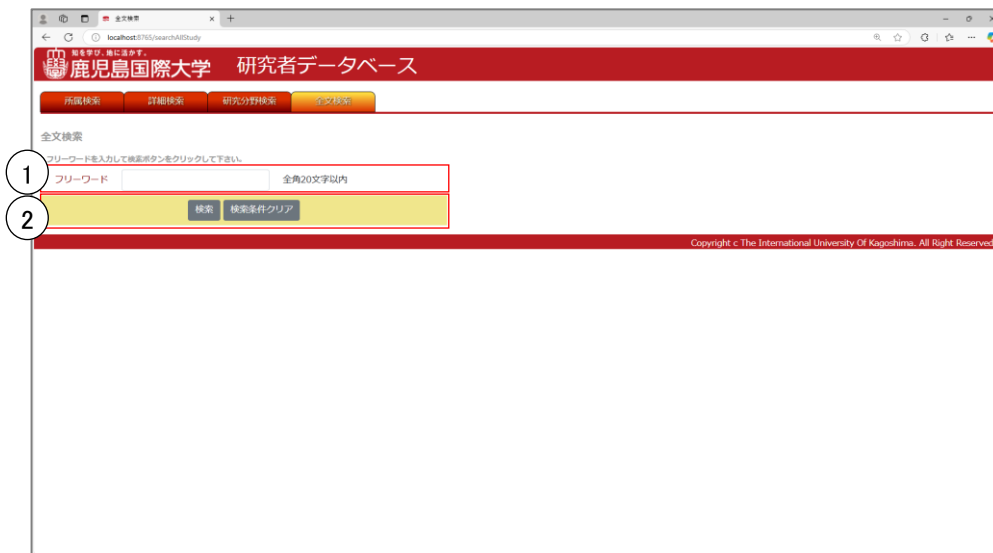 全文検索
localhost:8765/searchAllStudy
知を学び、地に活かす。
鹿児島国際大学 研究者データベース
所属検索 詳細検索 研究分野検索 全文検索
全文検索
フリーワードを入力して検索ボタンをクリックして下さい。
1 フリーワード 全角20文字以内
2 検索 検索条件クリア
Copyright c The International University Of Kagoshima. All Right Reserved